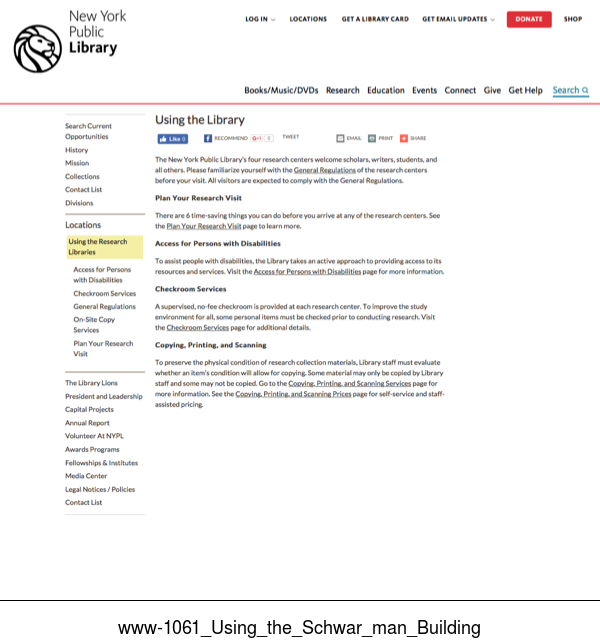 New York
Public
Library
LOG IN LOCATIONS GET A LIBRARY CARD GET EMAIL UPDATES DONATE SHOP
Books/Music/DVDs Research Education Events Connect Give Get Help Search
Search Current
Opportunities
History
Mission
Collections
Contact List
Divisions
Locations
Using the Research
Libraries
Access for Persons
with Disabilities
Checkroom Services
General Regulations
On-Site Copy
Services
Plan Your Research
Visit
The Library Lions
President and Leadership
Capital Projects
Annual Report
Volunteer At NYPL
Awards Programs
Fellowships & Institutes
Media Center
Legal Notices / Policies
Contact List
Using the Library
Like 0 RECOMMEND G+1 0 TWEET EMAIL PRINT SHARE
The New York Public Library's four research centers welcome scholars, writers, students, and
all others. Please familiarize yourself with the General Regulations of the research centers
before your visit. All visitors are expected to comply with the General Regulations.
Plan Your Research Visit
There are 6 time-saving things you can do before you arrive at any of the research centers. See
the Plan Your Research Visit page to learn more.
Access for Persons with Disabilities
To assist people with disabilities, the Library takes an active approach to providing access to its
resources and services. Visit the Access for Persons with Disabilities page for more information.
Checkroom Services
A supervised, no-fee checkroom is provided at each research center. To improve the study
environment for all, some personal items must be checked prior to conducting research. Visit
the Checkroom Services page for additional details.
Copying, Printing, and Scanning
To preserve the physical condition of research collection materials, Library staff must evaluate
whether an item's condition will allow for copying. Some material may only be copied by Library
staff and some may not be copied. Go to the Copying, Printing, and Scanning Services page for
more information. See the Copying, Printing, and Scanning Prices page for self-service and staff-
assisted pricing.
www-1061_Using_the_Schwar_man_Building